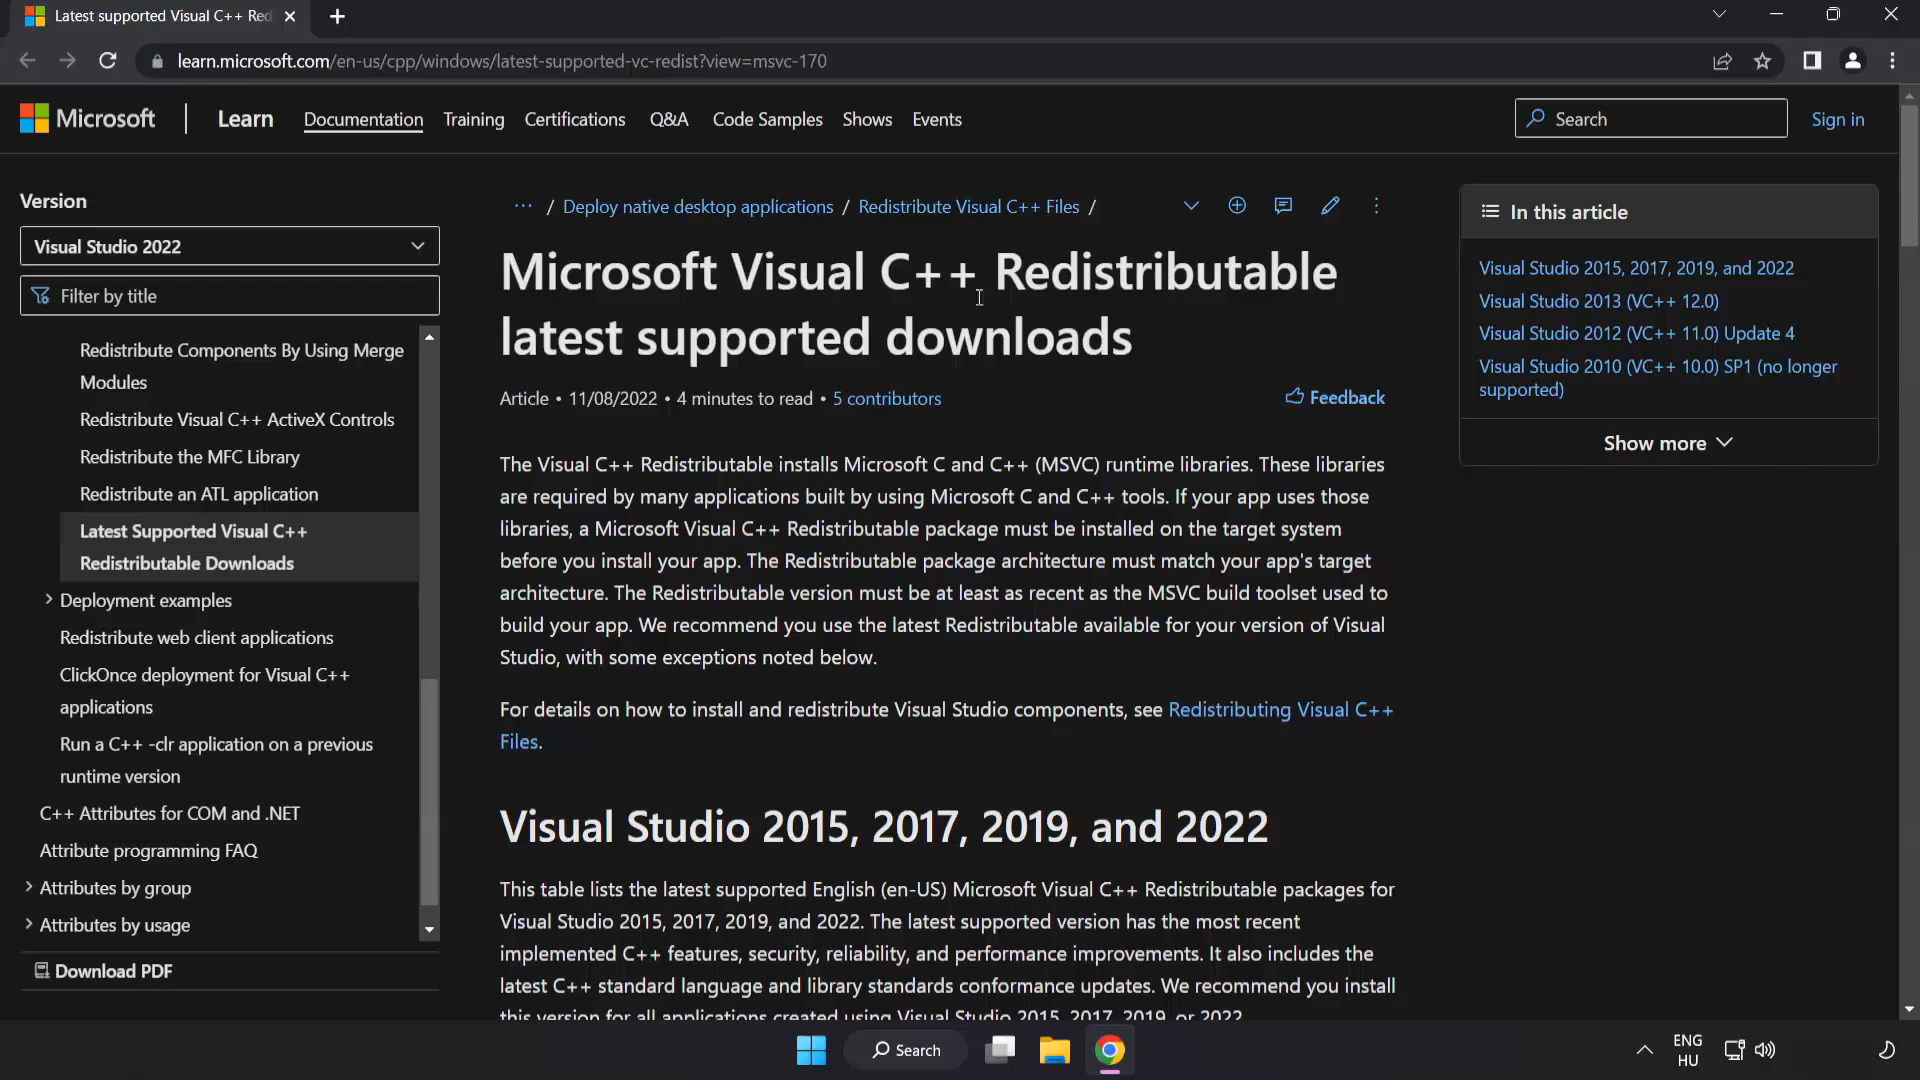 Latest supported Visual C++ Red
learn.microsoft.com/en-us/cpp/windows/latest-supported-vc-redist?view=msvc-170
Microsoft
Learn
Documentation
Training
Certifications
Q&A
Code Samples
Shows
Events
Search
Sign in
Version
Visual Studio 2022
Filter by title
Redistribute Components By Using Merge
Modules
Redistribute Visual C++ ActiveX Controls
Redistribute the MFC Library
Redistribute an ATL application
Latest Supported Visual C++
Redistributable Downloads
Deployment examples
Redistribute web client applications
ClickOnce deployment for Visual C++
applications
Run a C++ -clr application on a previous
runtime version
C++ Attributes for COM and .NET
Attribute programming FAQ
Attributes by group
Attributes by usage
Download PDF
··· / Deploy native desktop applications / Redistribute Visual C++ Files /
Microsoft Visual C++ Redistributable
latest supported downloads
Article • 11/08/2022 • 4 minutes to read • 5 contributors
Feedback
The Visual C++ Redistributable installs Microsoft C and C++ (MSVC) runtime libraries. These libraries
are required by many applications built by using Microsoft C and C++ tools. If your app uses those
libraries, a Microsoft Visual C++ Redistributable package must be installed on the target system
before you install your app. The Redistributable package architecture must match your app's target
architecture. The Redistributable version must be at least as recent as the MSVC build toolset used to
build your app. We recommend you use the latest Redistributable available for your version of Visual
Studio, with some exceptions noted below.
For details on how to install and redistribute Visual Studio components, see Redistributing Visual C++
Files.
Visual Studio 2015, 2017, 2019, and 2022
This table lists the latest supported English (en-US) Microsoft Visual C++ Redistributable packages for
Visual Studio 2015, 2017, 2019, and 2022. The latest supported version has the most recent
implemented C++ features, security, reliability, and performance improvements. It also includes the
latest C++ standard language and library standards conformance updates. We recommend you install
this version for all applications created using Visual Studio 2015, 2017, 2019, or 2022.
In this article
Visual Studio 2015, 2017, 2019, and 2022
Visual Studio 2013 (VC++ 12.0)
Visual Studio 2012 (VC++ 11.0) Update 4
Visual Studio 2010 (VC++ 10.0) SP1 (no longer
supported)
Show more
Search
ENG
HU